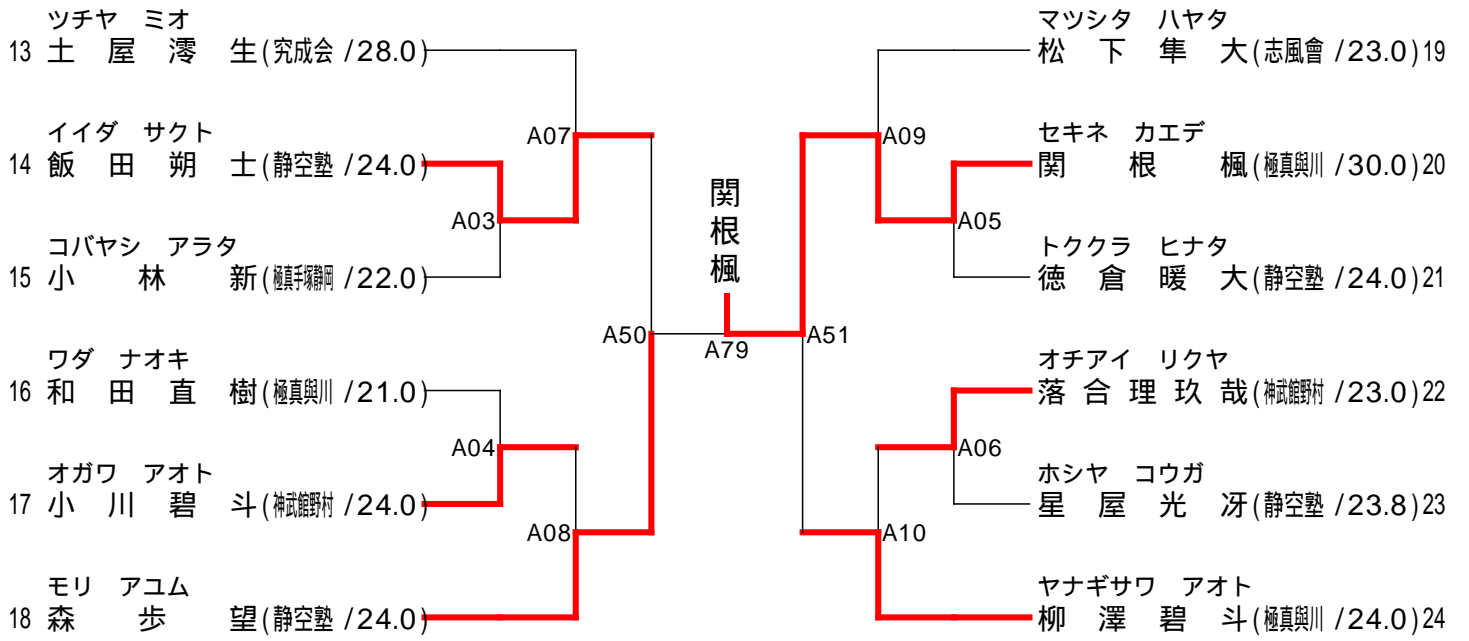 ツチヤ ミオ
13 土屋澪生(究成会 /28.0)
イイダ サクト
14 飯田朔士(静空塾 /24.0)
コバヤシ アラタ
15 小林新(極真手塚静岡 /22.0)
ワダ ナオキ
16 和田直樹(極真與川 /21.0)
オガワ アオト
17 小川碧斗(神武館野村 /24.0)
モリ アユム
18 森歩望(静空塾 /24.0)
A07
A03
A50
A04
A08
関根楓
A79
A09
A05
A51
A06
A10
マツシタ ハヤタ
松下隼大(志風會 /23.0)19
セキネ カエデ
関根楓(極真與川 /30.0)20
トククラ ヒナタ
徳倉暖大(静空塾 /24.0)21
オチアイ リクヤ
落合理玖哉(神武館野村 /23.0)22
ホシヤ コウガ
星屋光冴(静空塾 /23.8)23
ヤナギサワ アオト
柳澤碧斗(極真與川 /24.0)24